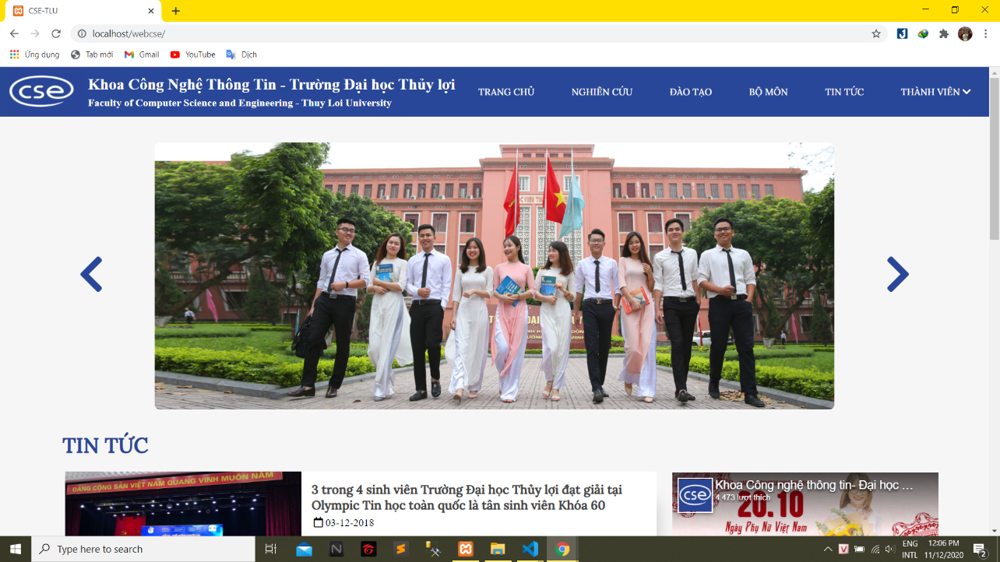 CSE-TLU
localhost/webcse/
Ứng dụng
Tab mới
Gmail
YouTube
Dịch
cse
Khoa Công Nghệ Thông Tin - Trường Đại học Thủy lợi
Faculty of Computer Science and Engineering - Thuy Loi University
TRANG CHỦ
NGHIÊN CỨU
ĐÀO TẠO
BỘ MÔN
TIN TỨC
THÀNH VIÊN
TIN TỨC
ĐẢNG CỘNG SẢN VIỆT NAM QUANG VINH MUÔN NĂM
3 trong 4 sinh viên Trường Đại học Thủy lợi đạt giải tại
Olympic Tin học toàn quốc là tân sinh viên Khóa 60
03-12-2018
cse
Khoa Công nghệ thông tin- Đại học ...
4 473 lượt thích
20.10
Ngày Phụ Nữ Việt Nam
Type here to search
ENG
INTL
12:06 PM
11/12/2020
2